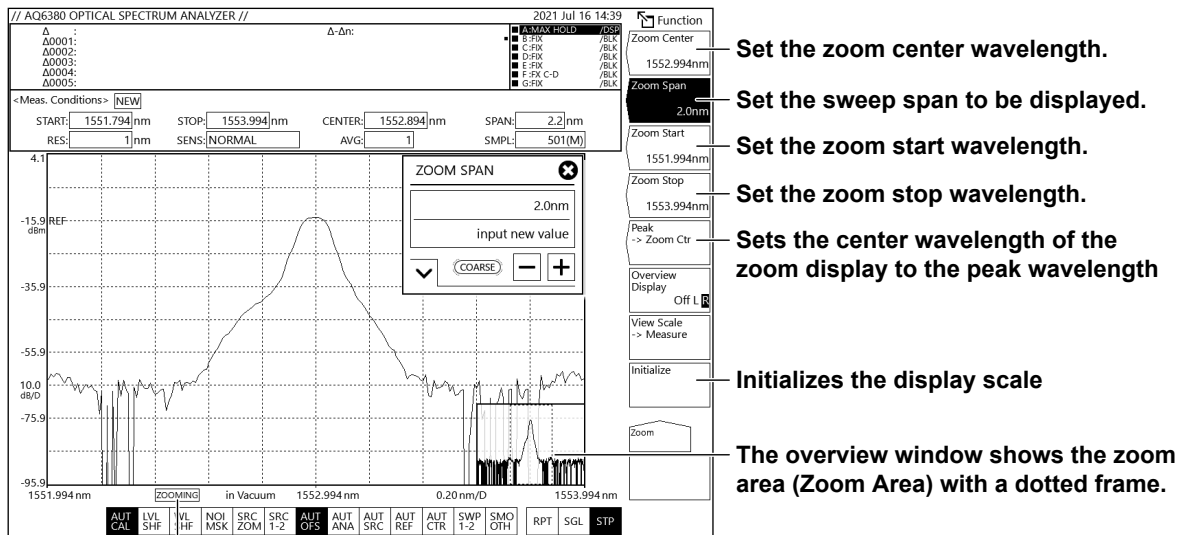 // AQ6380 OPTICAL SPECTRUM ANALYZER //
2021 Jul 16 14:39
Δ :
Δ0001:
Δ0002:
Δ0003:
Δ0004:
Δ0005:
Δ-Δn:
A:MAX HOLD /DSP
B:FIX /BLK
C:FIX /BLK
D:FIX /BLK
E:FIX /BLK
F:FX C-D /BLK
G:FIX /BLK
<Meas. Conditions> NEW
START: 1551.794 nm STOP: 1553.994 nm CENTER: 1552.894 nm SPAN: 2.2 nm
RES: 1 nm SENS: NORMAL AVG: 1 SMPL: 501(M)
4.1
-15.9 REF
dBm
-35.9
-55.9
10.0
dB/D
-75.9
-95.9
ZOOM SPAN
2.0nm
input new value
COARSE
1551.994 nm ZOOMING in Vacuum 1552.994 nm 0.20 nm/D 1553.994 nm
AUT CAL
LVL SHF
WL SHF
NOI MSK
SRC ZOM
SRC 1-2
AUT OFS
AUT ANA
AUT SRC
AUT REF
AUT CTR
SWP 1-2
SMO OTH
RPT
SGL
STP
Function
Zoom Center
1552.994nm
Zoom Span
2.0nm
Zoom Start
1551.994nm
Zoom Stop
1553.994nm
Peak
-> Zoom Ctr
Overview
Display
Off L R
View Scale
-> Measure
Initialize
Zoom
Set the zoom center wavelength.
Set the sweep span to be displayed.
Set the zoom start wavelength.
Set the zoom stop wavelength.
Sets the center wavelength of the
zoom display to the peak wavelength
Initializes the display scale
The overview window shows the zoom
area (Zoom Area) with a dotted frame.